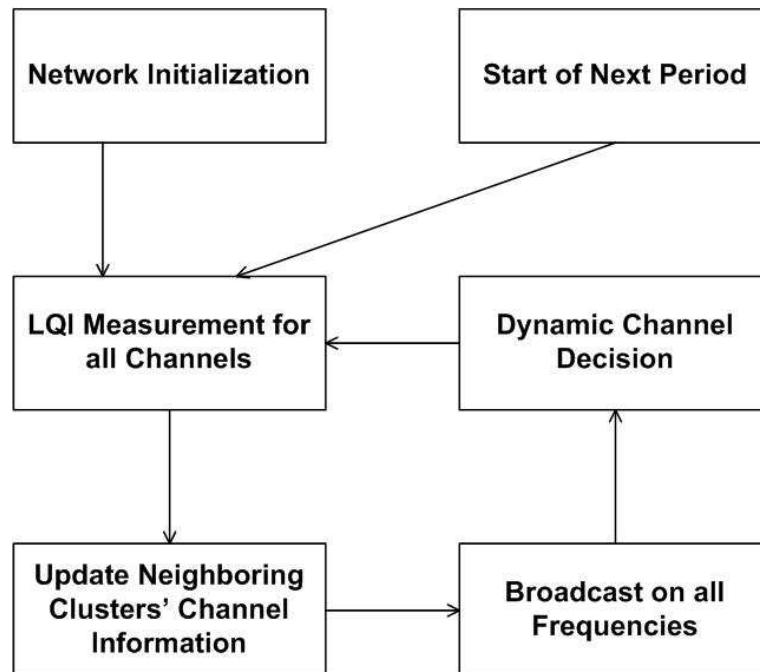 Network Initialization
Start of Next Period
LQI Measurement for
all Channels
Dynamic Channel
Decision
Update Neighboring
Clusters’ Channel
Information
Broadcast on all
Frequencies